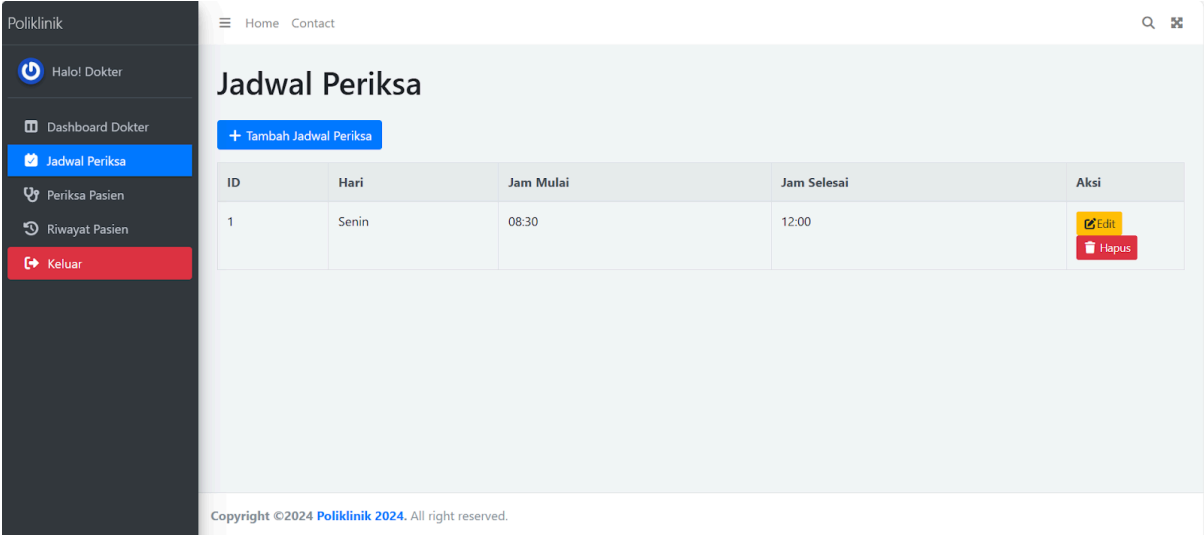 Poliklinik
Halo! Dokter
Dashboard Dokter
Jadwal Periksa
Periksa Pasien
Riwayat Pasien
Keluar
Home Contact
Jadwal Periksa
Tambah Jadwal Periksa
ID Hari Jam Mulai Jam Selesai Aksi
1 Senin 08:30 12:00 Edit
Hapus
Copyright ©2024 Poliklinik 2024. All right reserved.